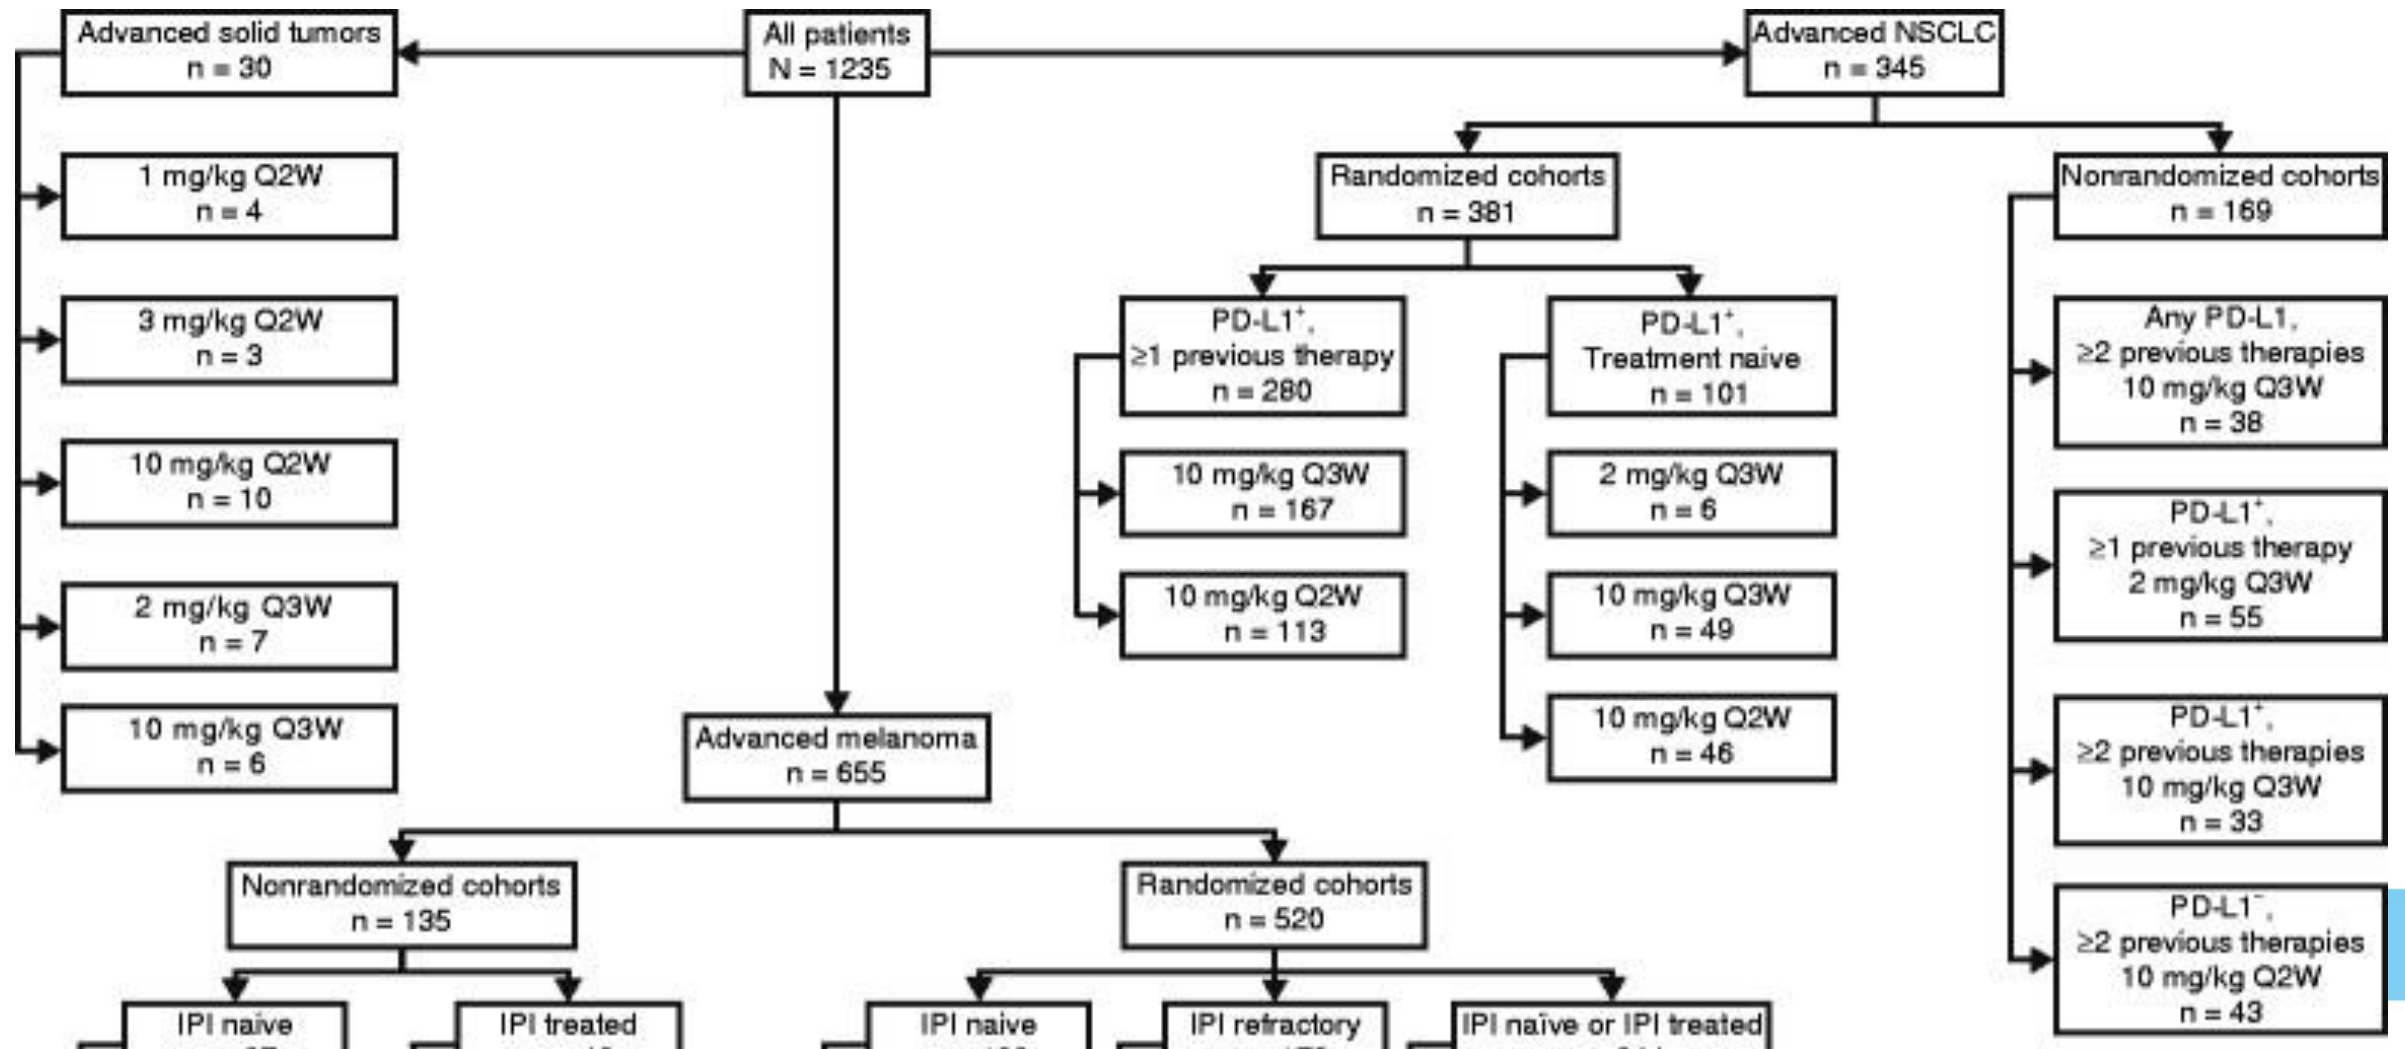 Advanced solid tumors
n = 30
All patients
N = 1235
Advanced NSCLC
n = 345
1 mg/kg Q2W
n = 4
3 mg/kg Q2W
n = 3
10 mg/kg Q2W
n = 10
2 mg/kg Q3W
n = 7
10 mg/kg Q3W
n = 6
Randomized cohorts
n = 381
PD-L1⁺,
≥1 previous therapy
n = 280
10 mg/kg Q3W
n = 167
10 mg/kg Q2W
n = 113
PD-L1⁺,
Treatment naive
n = 101
2 mg/kg Q3W
n = 6
10 mg/kg Q3W
n = 49
10 mg/kg Q2W
n = 46
Nonrandomized cohorts
n = 169
Any PD-L1,
≥2 previous therapies
10 mg/kg Q3W
n = 38
PD-L1⁺,
≥1 previous therapy
2 mg/kg Q3W
n = 55
PD-L1⁺,
≥2 previous therapies
10 mg/kg Q3W
n = 33
PD-L1⁻,
≥2 previous therapies
10 mg/kg Q2W
n = 43
Advanced melanoma
n = 655
Nonrandomized cohorts
n = 135
IPI naive
IPI treated
Randomized cohorts
n = 520
IPI naive
IPI refractory
IPI naïve or IPI treated